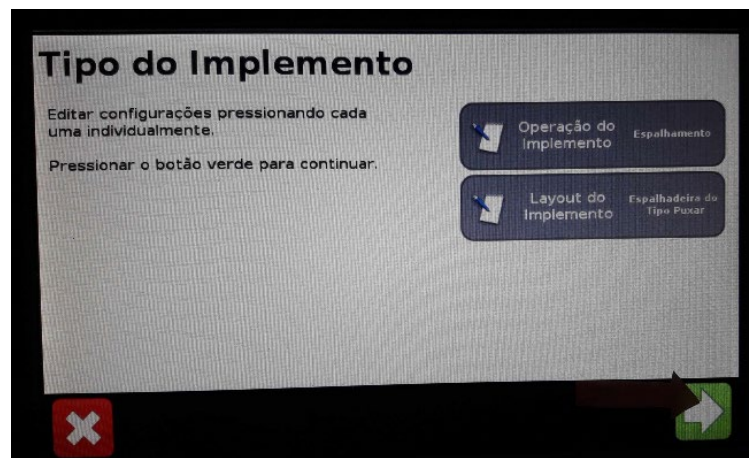 Tipo do Implemento
Editar configurações pressionando cada
uma individualmente.
Pressionar o botão verde para continuar.
Operação do
Implemento
Espalhamento
Layout do
Implemento
Espalhadeira do
Tipo Puxar